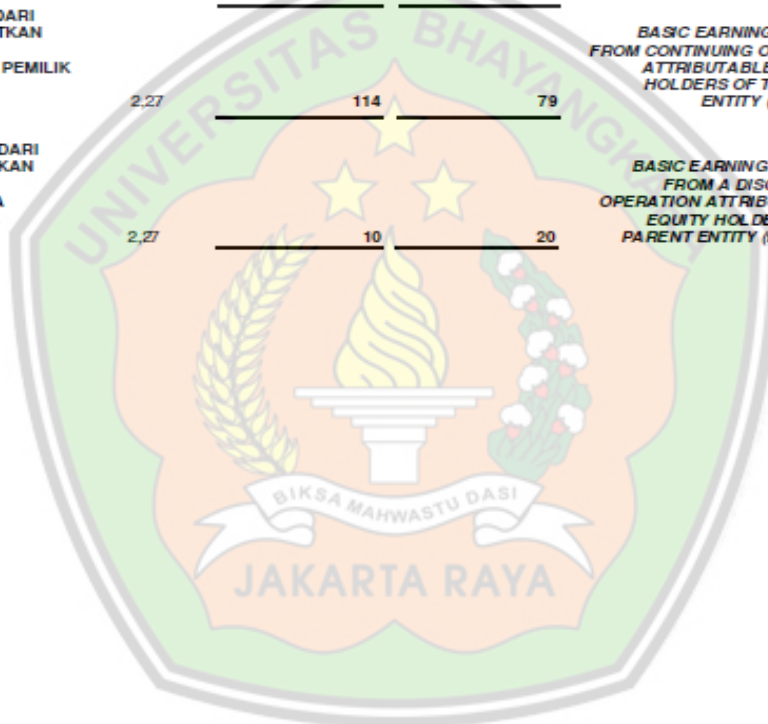 DARI
TKAN
PEMILIK
2,27 114 79
BASIC EARNING
FROM CONTINUING O
ATTRIBUTABLE
HOLDERS OF T
ENTITY (
DARI
KAN
A
2,27 10 20
BASIC EARNING
FROM A DISC
OPERATION ATTRIB
EQUITY HOLDE
PARENT ENTITY (
UNIVERSITAS BHAYANGKARA
BIKSA MAHWASTU DASI
JAKARTA RAYA